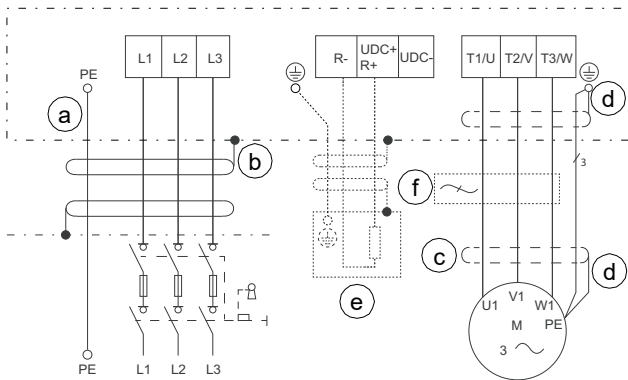 L1 L2 L3
R- UDC+ R+ UDC-
T1/U T2/V T3/W
PE
a
d
b
3
f
c
d
e
V1
U1 W1
M PE
3
PE L1 L2 L3